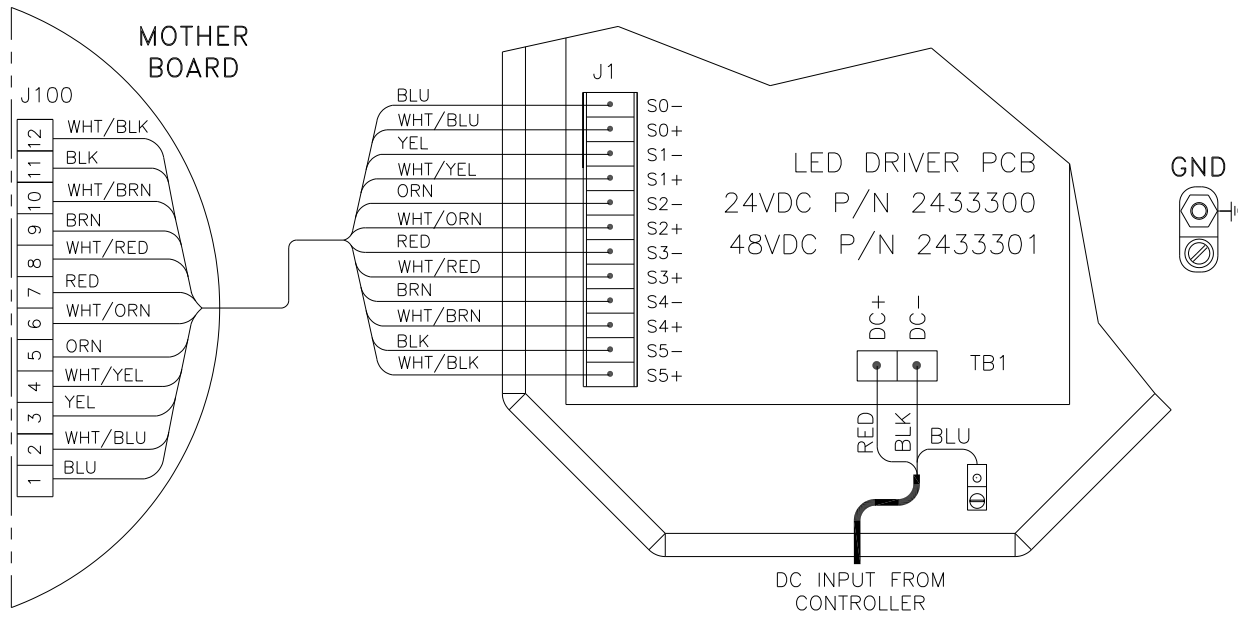 MOTHER
BOARD
J100
12 WHT/BLK
11 BLK
10 WHT/BRN
9 BRN
8 WHT/RED
7 RED
6 WHT/ORN
5 ORN
4 WHT/YEL
3 YEL
2 WHT/BLU
1 BLU
J1
BLU S0-
WHT/BLU S0+
YEL S1-
WHT/YEL S1+
ORN S2-
WHT/ORN S2+
RED S3-
WHT/RED S3+
BRN S4-
WHT/BRN S4+
BLK S5-
WHT/BLK S5+
LED DRIVER PCB
24VDC P/N 2433300
48VDC P/N 2433301
GND
DC+
DC-
TB1
RED
BLK
BLU
DC INPUT FROM
CONTROLLER